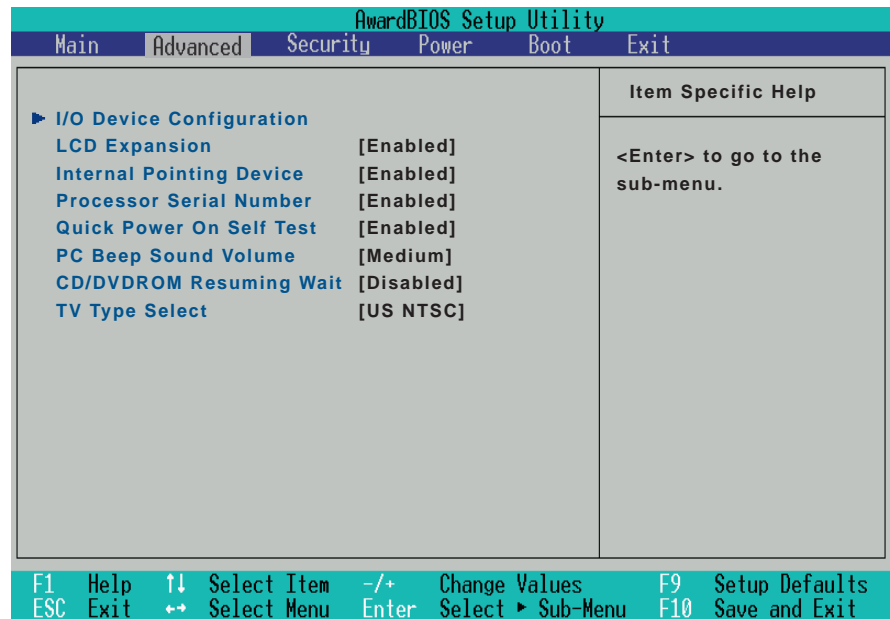 AwardBIOS Setup Utility
Main Advanced Security Power Boot Exit
Item Specific Help
I/O Device Configuration
LCD Expansion [Enabled]
Internal Pointing Device [Enabled]
Processor Serial Number [Enabled]
Quick Power On Self Test [Enabled]
PC Beep Sound Volume [Medium]
CD/DVDROM Resuming Wait [Disabled]
TV Type Select [US NTSC]
<Enter> to go to the
sub-menu.
F1 Help ↑↓ Select Item -/+ Change Values F9 Setup Defaults
ESC Exit ←→ Select Menu Enter Select ▶ Sub-Menu F10 Save and Exit